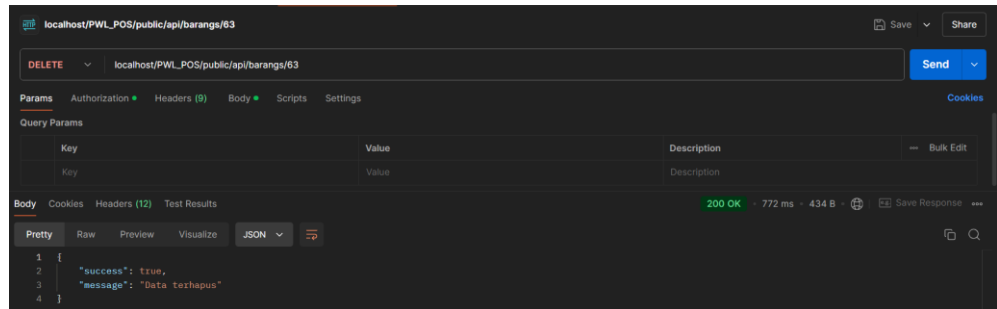 HTTP localhost/PWL_POS/public/api/barangs/63 Save Share
DELETE localhost/PWL_POS/public/api/barangs/63 Send
Params Authorization Headers (9) Body Scripts Settings Cookies
Query Params
Key Value Description Bulk Edit
Key Value Description
Body Cookies Headers (12) Test Results 200 OK 772 ms 434 B Save Response
Pretty Raw Preview Visualize JSON
1 {
2 "success": true,
3 "message": "Data terhapus"
4 }